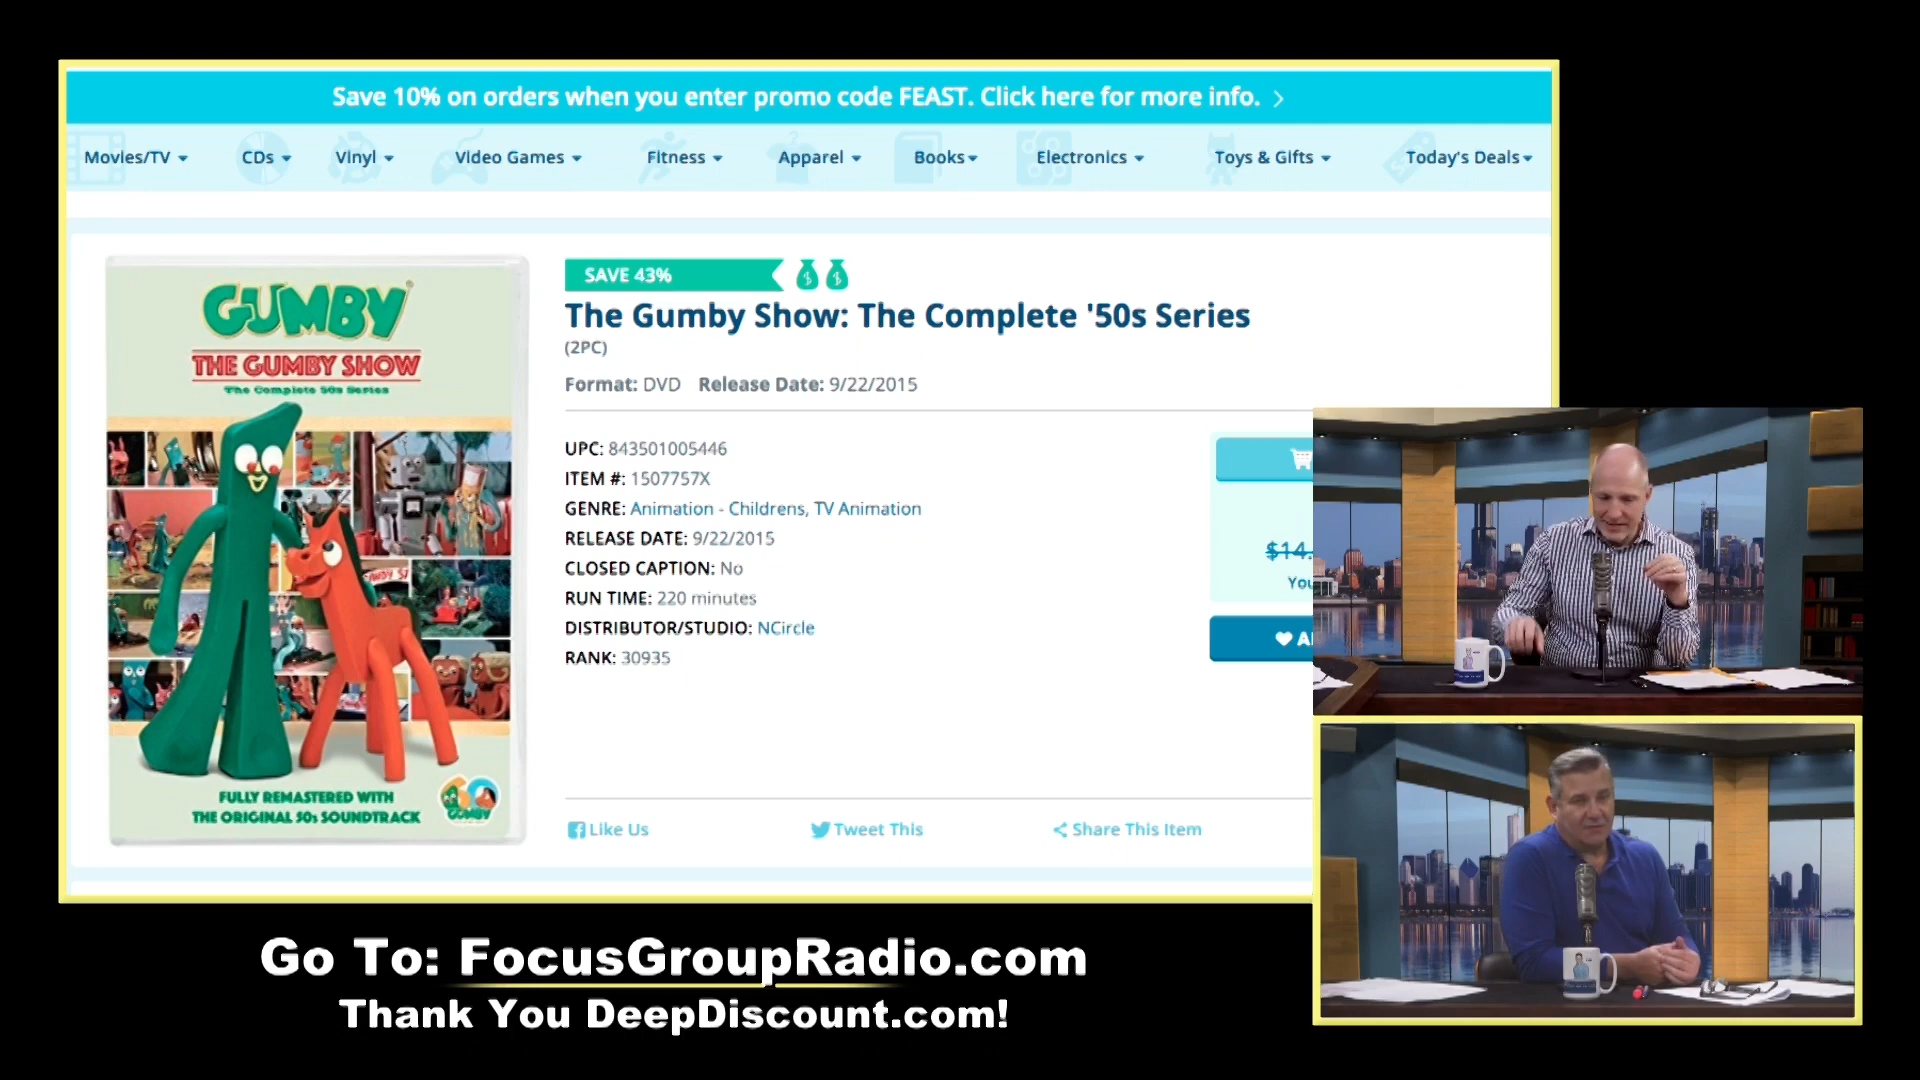 Save 10% on orders when you enter promo code FEAST. Click here for more info.
Movies/TV CDs Vinyl Video Games Fitness Apparel Books Electronics Toys & Gifts Today's Deals
GUMBY
THE GUMBY SHOW
The Complete 50s Series
FULLY REMASTERED WITH
THE ORIGINAL 50s SOUNDTRACK
GUMBY
SAVE 43%
The Gumby Show: The Complete '50s Series
(2PC)
Format: DVD Release Date: 9/22/2015
UPC: 843501005446
ITEM #: 1507757X
GENRE: Animation - Childrens, TV Animation
RELEASE DATE: 9/22/2015
CLOSED CAPTION: No
RUN TIME: 220 minutes
DISTRIBUTOR/STUDIO: NCircle
RANK: 30935
$14.
You
Like Us Tweet This Share This Item
Go To: FocusGroupRadio.com
Thank You DeepDiscount.com!